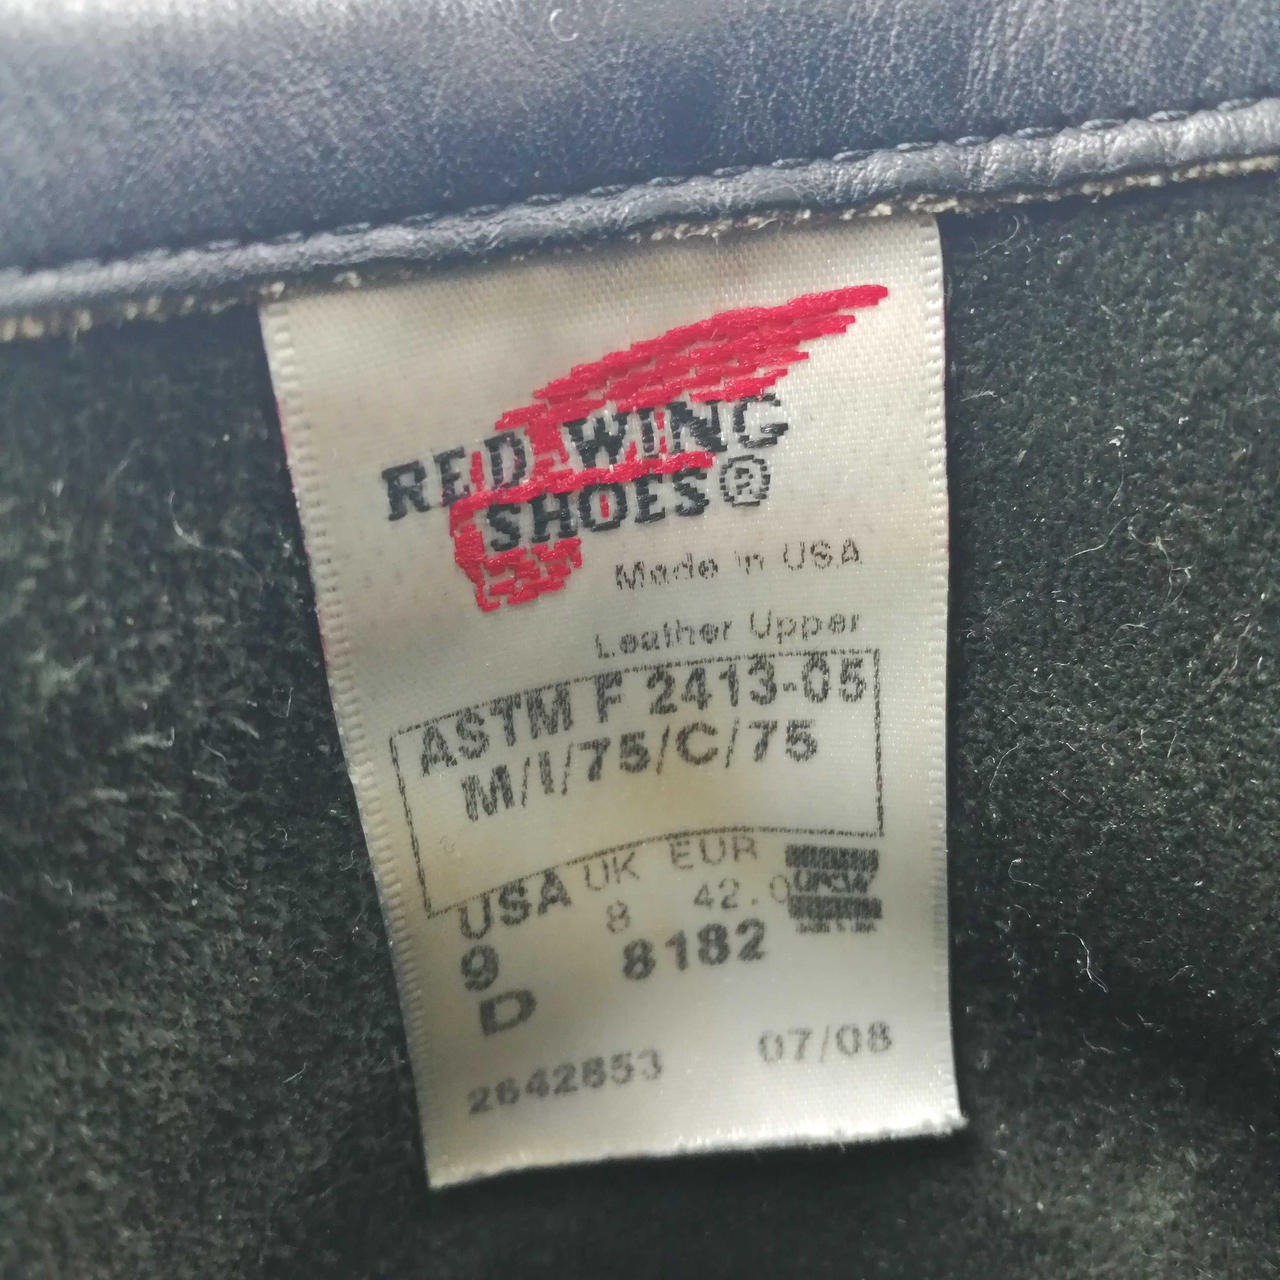 RED WING
SHOES®
Made in USA
Leather Upper
ASTM F 2413-05
M/I/75/C/75
USA UK EUR
9 8 42.0
D 8182
2642653 07/08